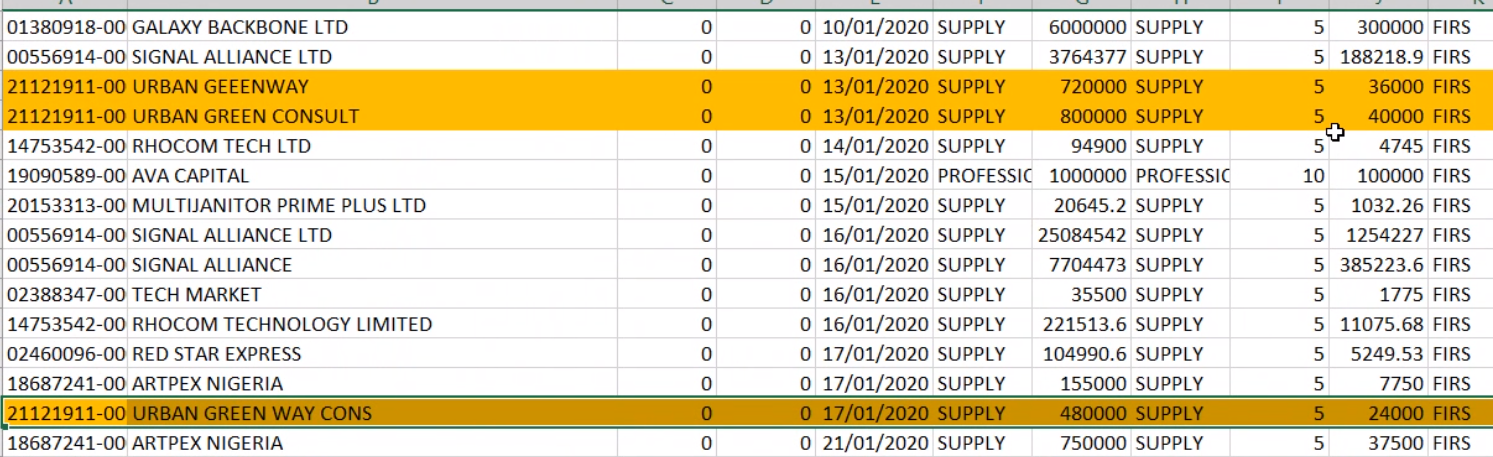 01380918-00 GALAXY BACKBONE LTD 0 0 10/01/2020 SUPPLY 6000000 SUPPLY 5 300000 FIRS
00556914-00 SIGNAL ALLIANCE LTD 0 0 13/01/2020 SUPPLY 3764377 SUPPLY 5 188218.9 FIRS
21121911-00 URBAN GEEENWAY 0 0 13/01/2020 SUPPLY 720000 SUPPLY 5 36000 FIRS
21121911-00 URBAN GREEN CONSULT 0 0 13/01/2020 SUPPLY 800000 SUPPLY 5 40000 FIRS
14753542-00 RHOCOM TECH LTD 0 0 14/01/2020 SUPPLY 94900 SUPPLY 5 4745 FIRS
19090589-00 AVA CAPITAL 0 0 15/01/2020 PROFESSIC 1000000 PROFESSIC 10 100000 FIRS
20153313-00 MULTIJANITOR PRIME PLUS LTD 0 0 15/01/2020 SUPPLY 20645.2 SUPPLY 5 1032.26 FIRS
00556914-00 SIGNAL ALLIANCE LTD 0 0 16/01/2020 SUPPLY 25084542 SUPPLY 5 1254227 FIRS
00556914-00 SIGNAL ALLIANCE 0 0 16/01/2020 SUPPLY 7704473 SUPPLY 5 385223.6 FIRS
02388347-00 TECH MARKET 0 0 16/01/2020 SUPPLY 35500 SUPPLY 5 1775 FIRS
14753542-00 RHOCOM TECHNOLOGY LIMITED 0 0 16/01/2020 SUPPLY 221513.6 SUPPLY 5 11075.68 FIRS
02460096-00 RED STAR EXPRESS 0 0 17/01/2020 SUPPLY 104990.6 SUPPLY 5 5249.53 FIRS
18687241-00 ARTPEX NIGERIA 0 0 17/01/2020 SUPPLY 155000 SUPPLY 5 7750 FIRS
21121911-00 URBAN GREEN WAY CONS 0 0 17/01/2020 SUPPLY 480000 SUPPLY 5 24000 FIRS
18687241-00 ARTPEX NIGERIA 0 0 21/01/2020 SUPPLY 750000 SUPPLY 5 37500 FIRS